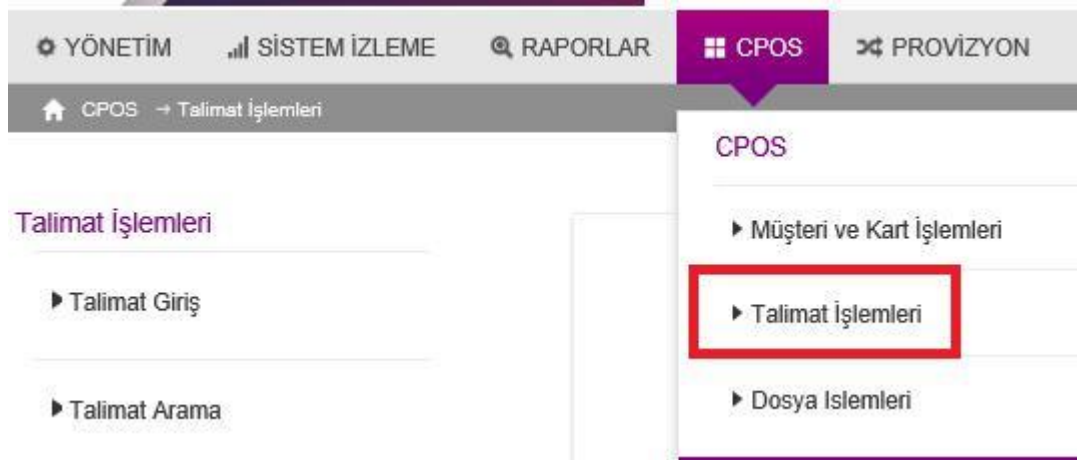 YÖNETİM SİSTEM İZLEME RAPORLAR CPOS PROVİZYON
CPOS → Talimat İşlemleri
CPOS
Talimat İşlemleri
Müşteri ve Kart İşlemleri
Talimat Giriş
Talimat İşlemleri
Talimat Arama
Dosya Islemleri